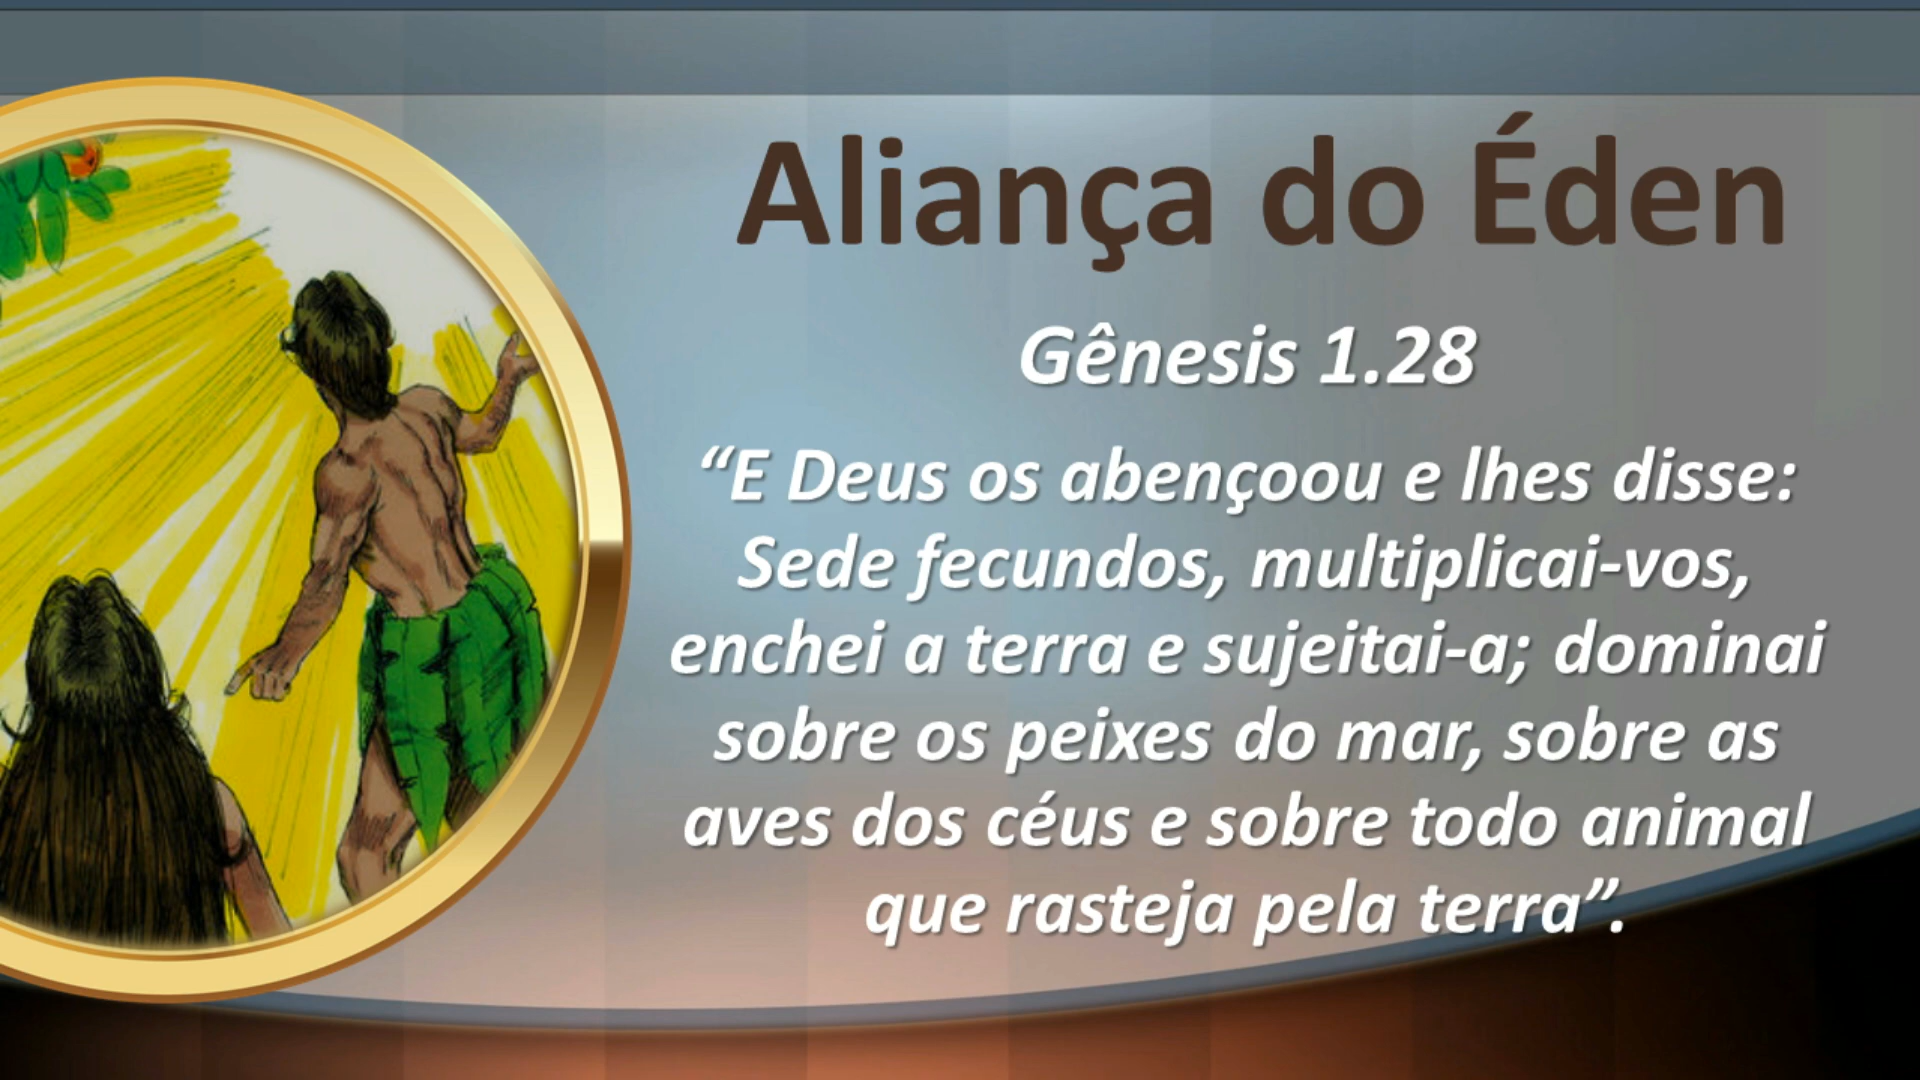 Aliança do Éden
Gênesis 1.28
“E Deus os abençoou e lhes disse:
Sede fecundos, multiplicai-vos,
enchei a terra e sujeitai-a; dominai
sobre os peixes do mar, sobre as
aves dos céus e sobre todo animal
que rasteja pela terra”.